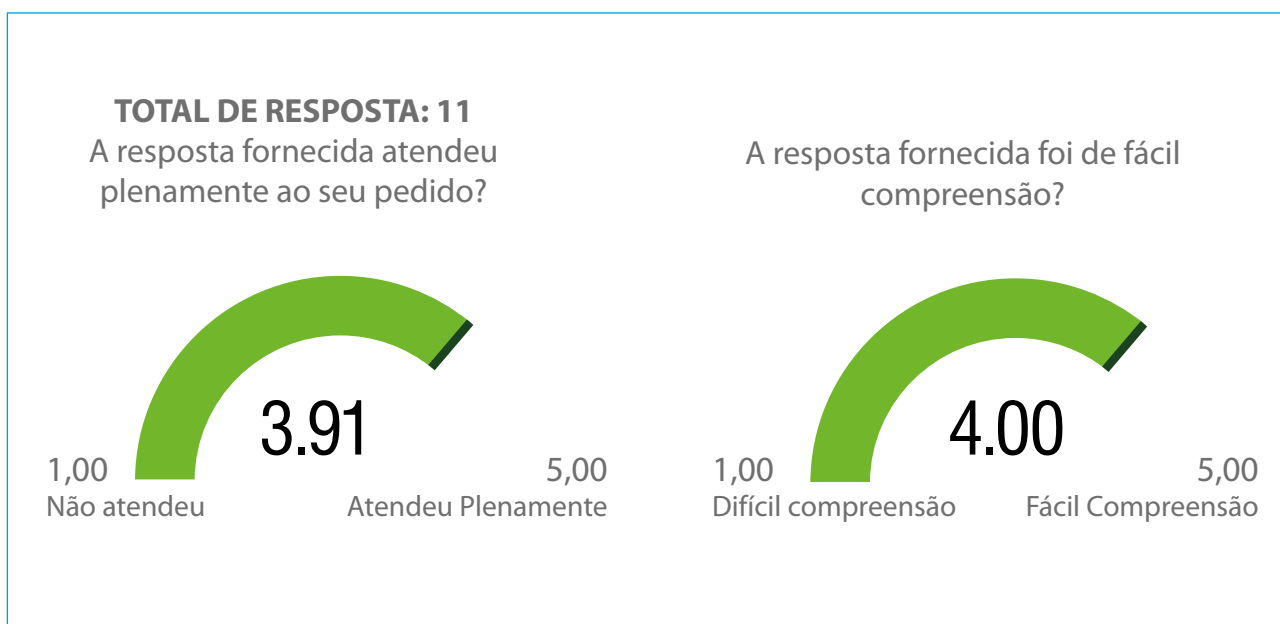 TOTAL DE RESPOSTA: 11
A resposta fornecida atendeu
plenamente ao seu pedido?
3.91
1,00
5,00
Não atendeu
Atendeu Plenamente
A resposta fornecida foi de fácil
compreensão?
4.00
1,00
5,00
Difícil compreensão
Fácil Compreensão